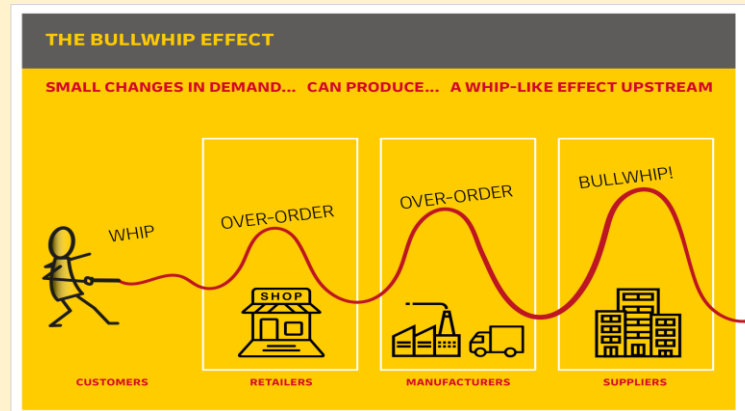 THE BULLWHIP EFFECT
SMALL CHANGES IN DEMAND... CAN PRODUCE... A WHIP-LIKE EFFECT UPSTREAM
WHIP
OVER-ORDER
OVER-ORDER
BULLWHIP!
SHOP
CUSTOMERS
RETAILERS
MANUFACTURERS
SUPPLIERS